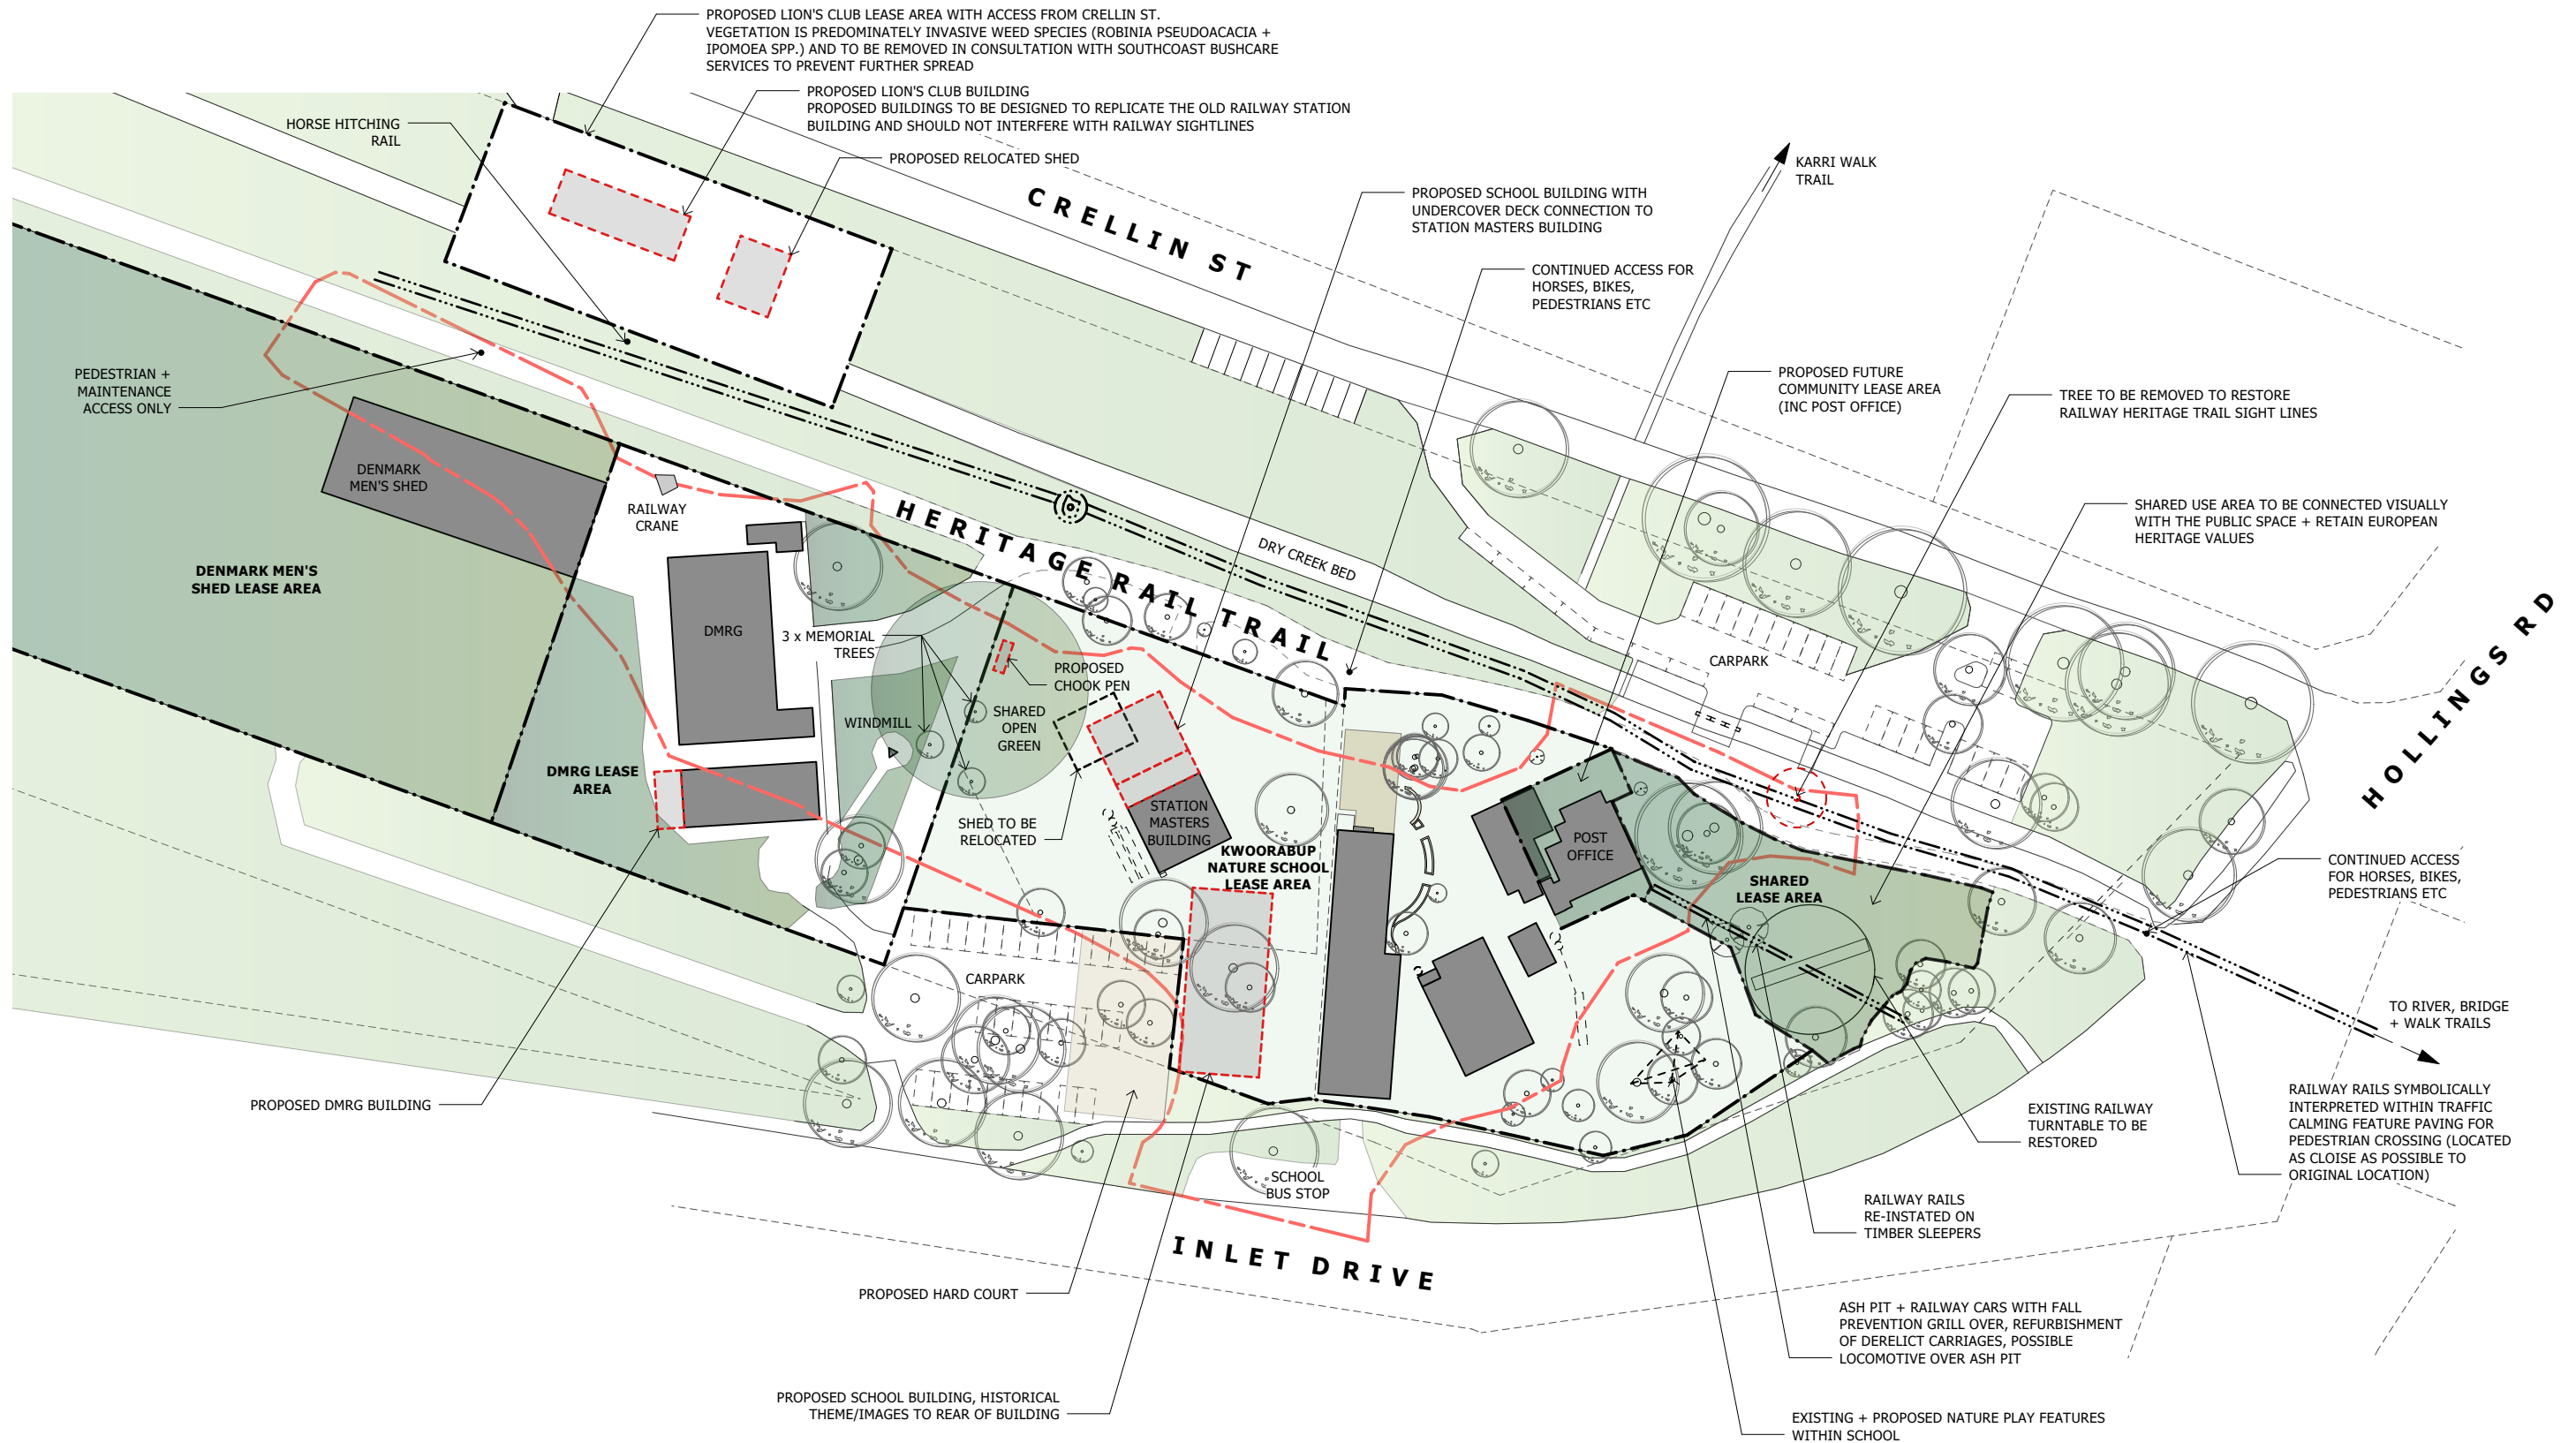 PROPOSED LION'S CLUB LEASE AREA WITH ACCESS FROM CRELLIN ST.
VEGETATION IS PREDOMINATELY INVASIVE WEED SPECIES (ROBINIA PSEUDOACACIA +
IPOMOEA SPP.) AND TO BE REMOVED IN CONSULTATION WITH SOUTHCOAST BUSHCARE
SERVICES TO PREVENT FURTHER SPREAD
PROPOSED LION'S CLUB BUILDING
PROPOSED BUILDINGS TO BE DESIGNED TO REPLICATE THE OLD RAILWAY STATION
BUILDING AND SHOULD NOT INTERFERE WITH RAILWAY SIGHTLINES
HORSE HITCHING
RAIL
PROPOSED RELOCATED SHED
CRELLIN ST
KARRI WALK
TRAIL
PROPOSED SCHOOL BUILDING WITH
UNDERCOVER DECK CONNECTION TO
STATION MASTERS BUILDING
CONTINUED ACCESS FOR
HORSES, BIKES,
PEDESTRIANS ETC
PEDESTRIAN +
MAINTENANCE
ACCESS ONLY
PROPOSED FUTURE
COMMUNITY LEASE AREA
(INC POST OFFICE)
TREE TO BE REMOVED TO RESTORE
RAILWAY HERITAGE TRAIL SIGHT LINES
DENMARK
MEN'S SHED
RAILWAY
CRANE
HERITAGE RAIL TRAIL
DRY CREEK BED
SHARED USE AREA TO BE CONNECTED VISUALLY
WITH THE PUBLIC SPACE + RETAIN EUROPEAN
HERITAGE VALUES
DENMARK MEN'S
SHED LEASE AREA
DMRG
3 x MEMORIAL
TREES
PROPOSED
CHOOK PEN
CARPARK
HOLLINGS RD
WINDMILL
SHARED
OPEN
GREEN
DMRG LEASE
AREA
SHED TO BE
RELOCATED
STATION
MASTERS
BUILDING
POST
OFFICE
KWOORABUP
NATURE SCHOOL
LEASE AREA
SHARED
LEASE AREA
CONTINUED ACCESS
FOR HORSES, BIKES,
PEDESTRIANS ETC
CARPARK
TO RIVER, BRIDGE
+ WALK TRAILS
PROPOSED DMRG BUILDING
EXISTING RAILWAY
TURNTABLE TO BE
RESTORED
RAILWAY RAILS SYMBOLICALLY
INTERPRETED WITHIN TRAFFIC
CALMING FEATURE PAVING FOR
PEDESTRIAN CROSSING (LOCATED
AS CLOISE AS POSSIBLE TO
ORIGINAL LOCATION)
SCHOOL
BUS STOP
RAILWAY RAILS
RE-INSTATED ON
TIMBER SLEEPERS
INLET DRIVE
PROPOSED HARD COURT
ASH PIT + RAILWAY CARS WITH FALL
PREVENTION GRILL OVER, REFURBISHMENT
OF DERELICT CARRIAGES, POSSIBLE
LOCOMOTIVE OVER ASH PIT
PROPOSED SCHOOL BUILDING, HISTORICAL
THEME/IMAGES TO REAR OF BUILDING
EXISTING + PROPOSED NATURE PLAY FEATURES
WITHIN SCHOOL